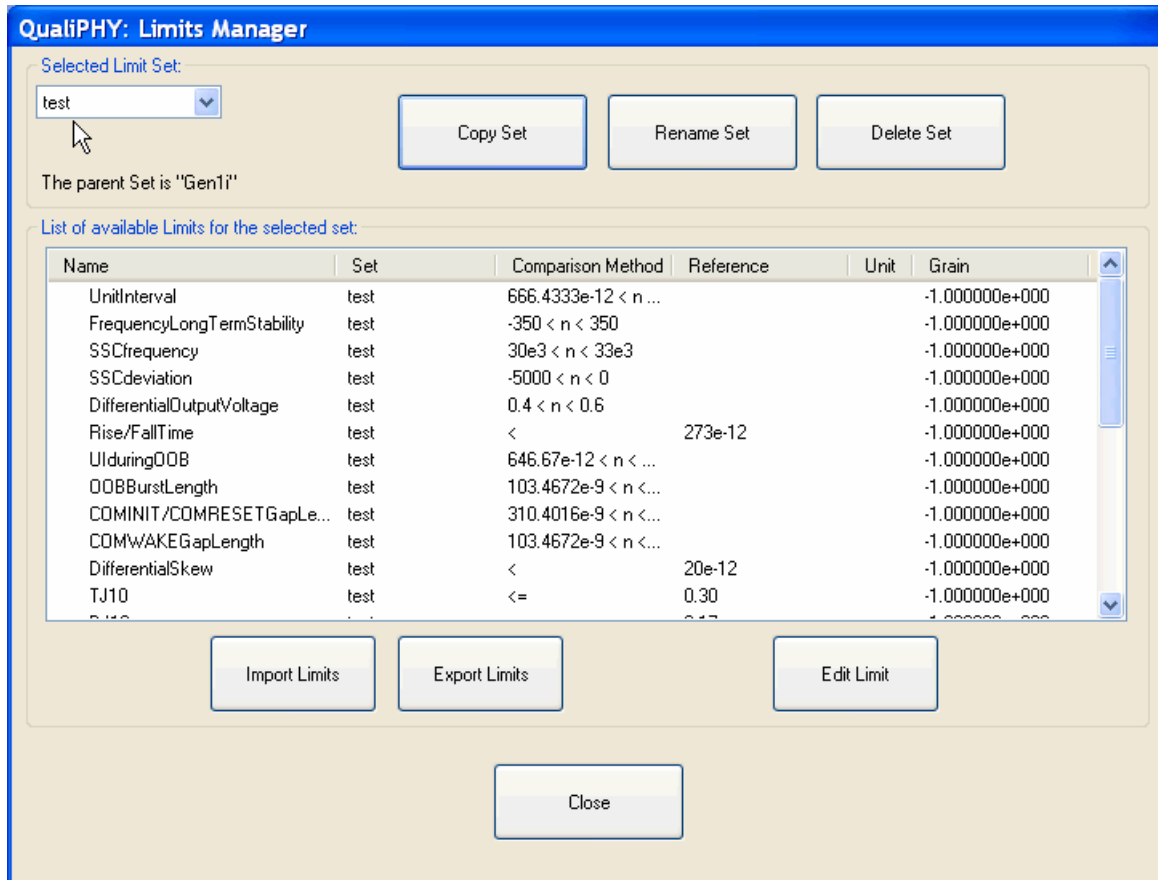 QualiPHY: Limits Manager
Selected Limit Set:
test
Copy Set
Rename Set
Delete Set
The parent Set is "Gen1i"
List of available Limits for the selected set:
Name Set Comparison Method Reference Unit Grain
UnitInterval test 666.4333e-12 < n ... -1.000000e+000
FrequencyLongTermStability test -350 < n < 350 -1.000000e+000
SSCfrequency test 30e3 < n < 33e3 -1.000000e+000
SSCdeviation test -5000 < n < 0 -1.000000e+000
DifferentialOutputVoltage test 0.4 < n < 0.6 -1.000000e+000
Rise/FallTime test < 273e-12 -1.000000e+000
UIduringOOB test 646.67e-12 < n < ... -1.000000e+000
OOBBurstLength test 103.4672e-9 < n <... -1.000000e+000
COMINIT/COMRESETGapLe... test 310.4016e-9 < n <... -1.000000e+000
COMWAKEGapLength test 103.4672e-9 < n <... -1.000000e+000
DifferentialSkew test < 20e-12 -1.000000e+000
TJ10 test <= 0.30 -1.000000e+000
Import Limits
Export Limits
Edit Limit
Close